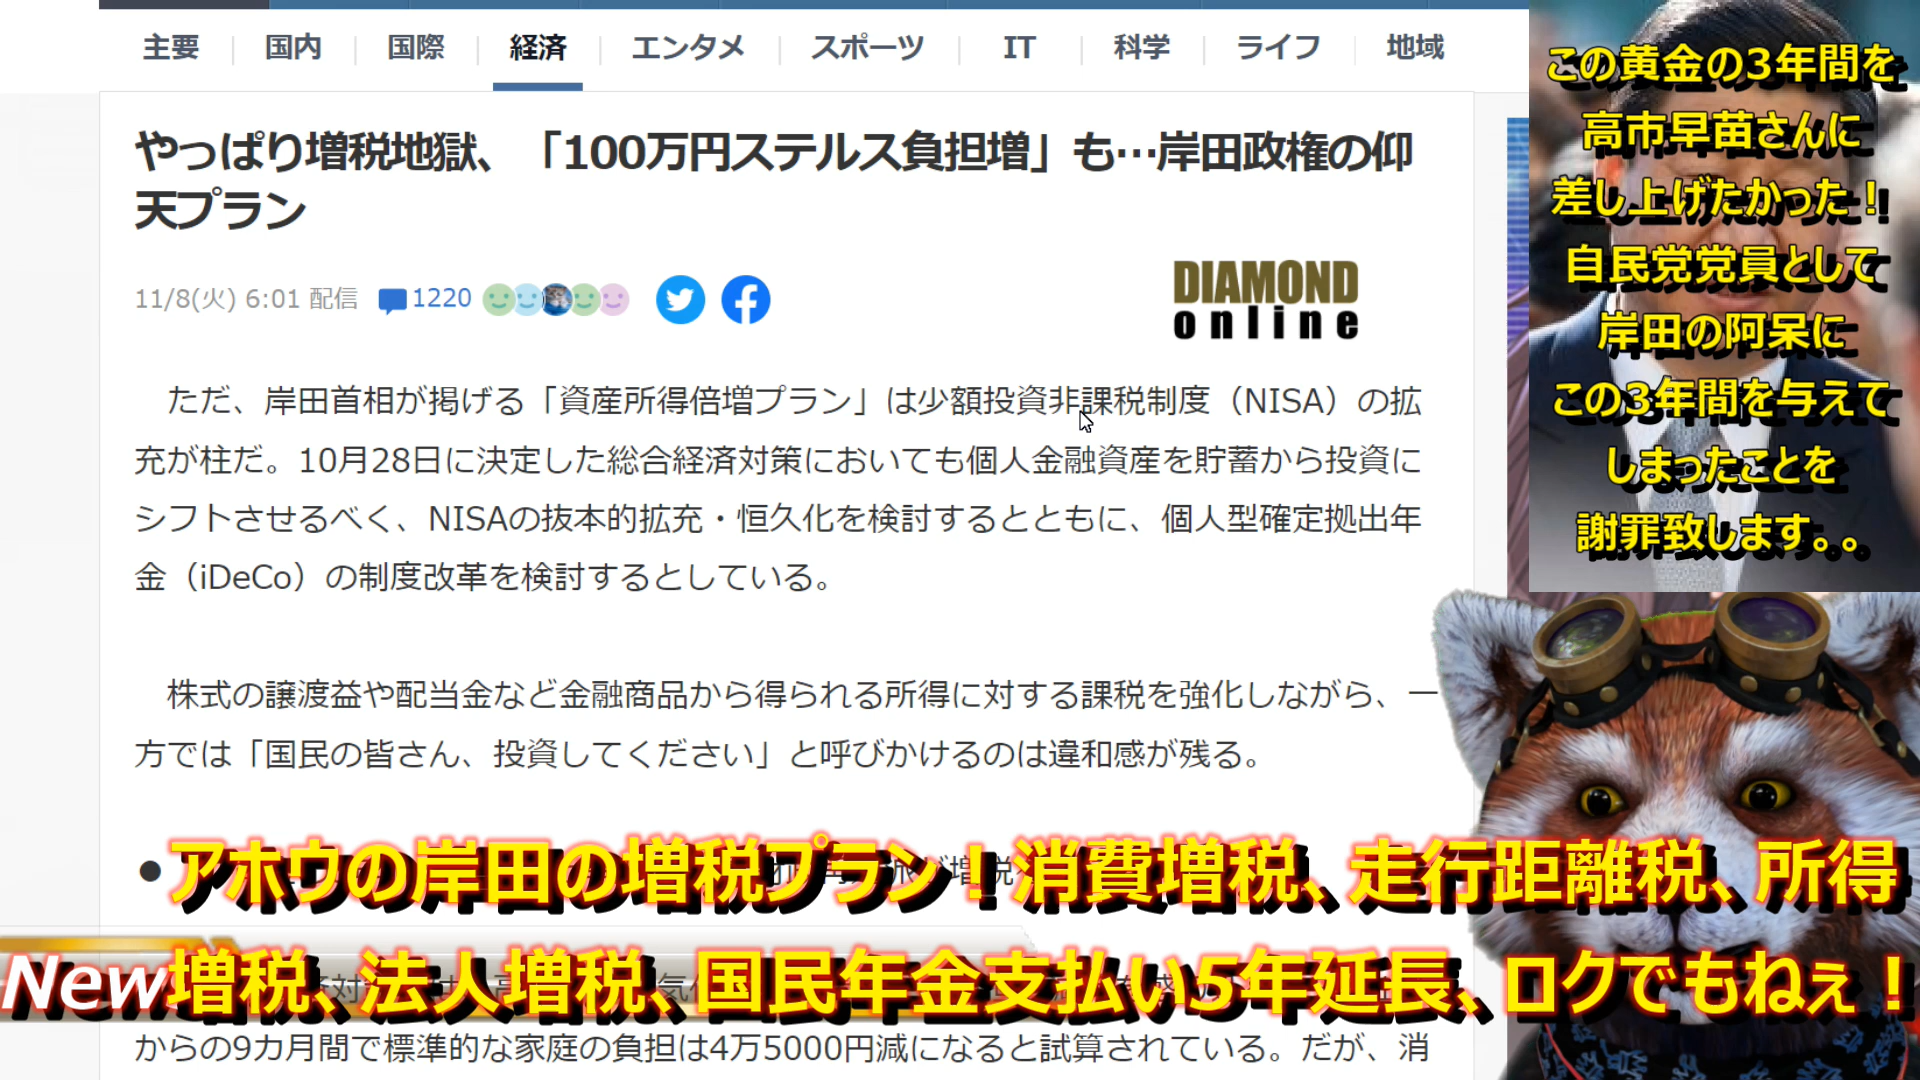 主要
国内
国際
経済
エンタメ
スポーツ
IT
科学
ライフ
地域
やっぱり増税地獄、「100万円ステルス負担増」も…岸田政権の仰
天プラン
11/8(火) 6:01 配信
1220
DIAMOND
online
ただ、岸田首相が掲げる「資産所得倍増プラン」は少額投資非課税制度（NISA）の拡
充が柱だ。10月28日に決定した総合経済対策においても個人金融資産を貯蓄から投資に
シフトさせるべく、NISAの抜本的拡充・恒久化を検討するとともに、個人型確定拠出年
金（iDeCo）の制度改革を検討するとしている。
株式の譲渡益や配当金など金融商品から得られる所得に対する課税を強化しながら、一
方では「国民の皆さん、投資してください」と呼びかけるのは違和感が残る。
からの9カ月間で標準的な家庭の負担は4万5000円減になると試算されている。だが、消
この黄金の3年間を
高市早苗さんに
差し上げたかった！
自民党党員として
岸田の阿呆に
この3年間を与えて
しまったことを
謝罪致します。。
アホウの岸田の増税プラン！消費増税、走行距離税、所得
New
増税、法人増税、国民年金支払い5年延長、ロクでもねぇ！